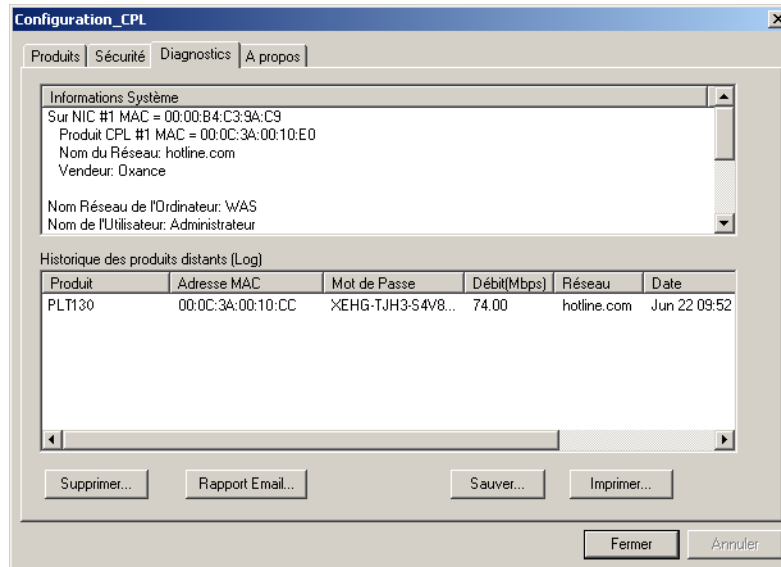 Configuration_CPL
Produits Sécurité Diagnostics A propos
Informations Système
Sur NIC #1 MAC = 00:00:B4:C3:9A:C9
Produit CPL #1 MAC = 00:0C:3A:00:10:E0
Nom du Réseau: hotline.com
Vendeur: Oxance
Nom Réseau de l'Ordinateur: WAS
Nom de l'Utilisateur: Administrateur
Historique des produits distants (Log)
Produit Adresse MAC Mot de Passe Débit(Mbps) Réseau Date
PLT130 00:0C:3A:00:10:CC XEHG-TJH3-S4V8... 74.00 hotline.com Jun 22 09:52
Supprimer... Rapport Email... Sauver... Imprimer...
Fermer Annuler